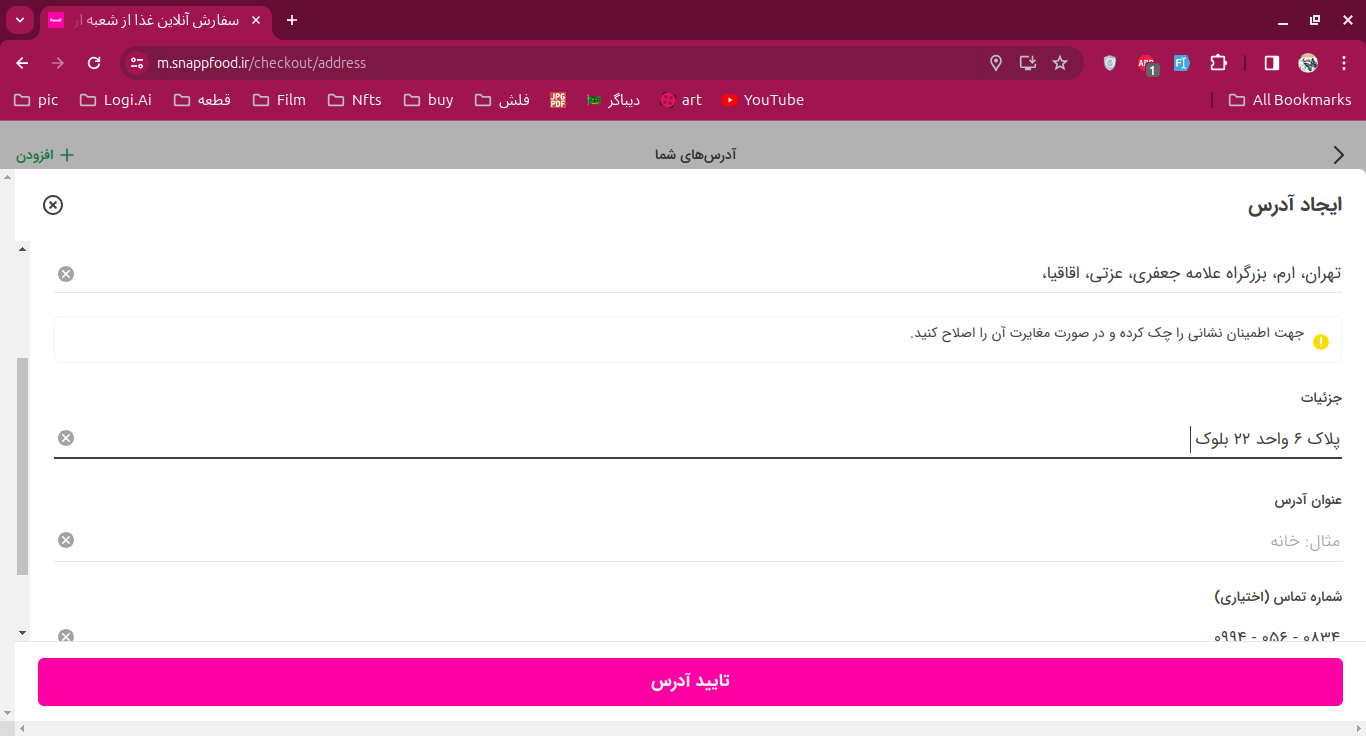 سفارش آنلاین غذا از شعبه
m.snappfood.ir/checkout/address
1
pic
Logi.Ai
قطعه
Film
Nfts
buy
فلش
JPG
PDF
دیباگر
art
YouTube
All Bookmarks
آدرس‌های شما
افزودن
ایجاد آدرس
تهران، ارم، بزرگراه علامه جعفری، عزتی، اقاقیا،
جهت اطمینان نشانی را چک کرده و در صورت مغایرت آن را اصلاح کنید.
جزئیات
پلاک ۶ واحد ۲۲ بلوک
عنوان آدرس
مثال: خانه
شماره تماس (اختیاری)
۰۹۹۴ - ۰۵۶ - ۰۸۳۴
تایید آدرس